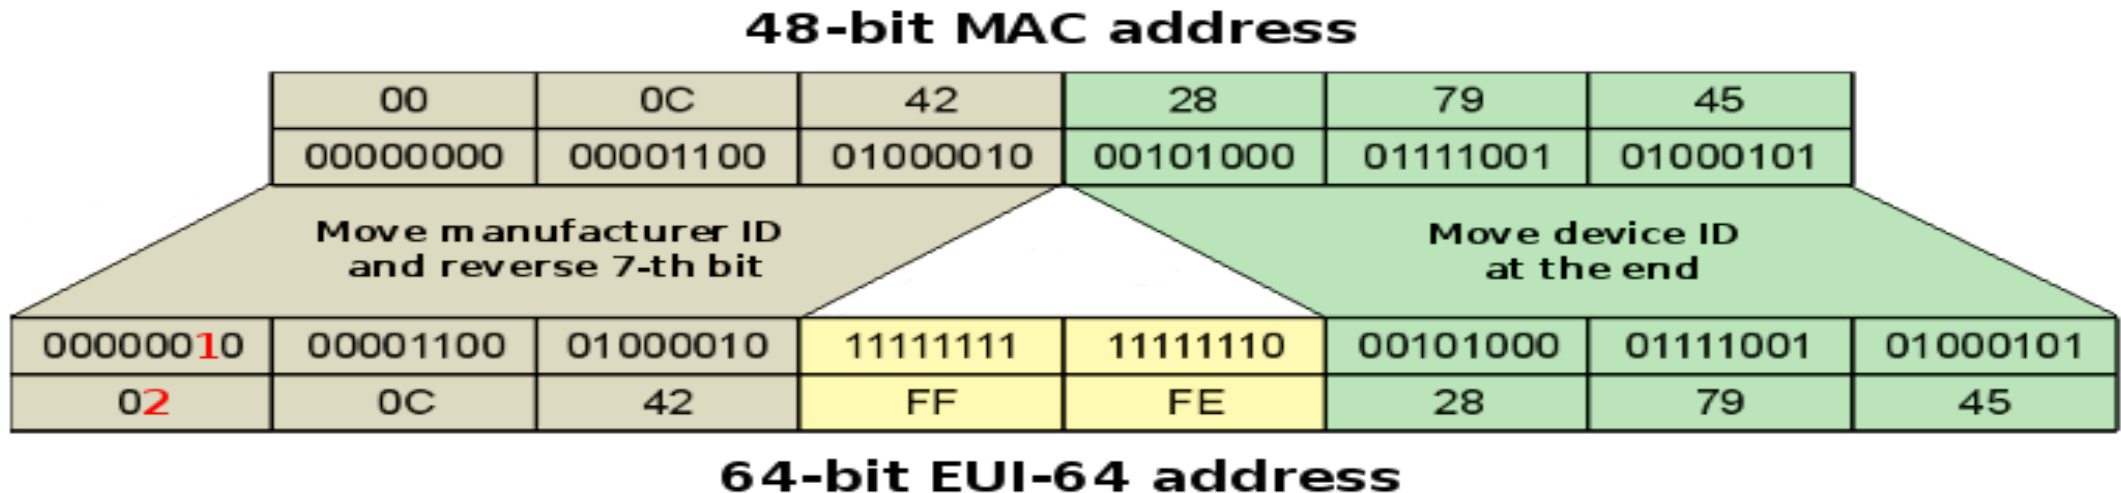 48-bit MAC address
00 0C 42 28 79 45
00000000 00001100 01000010 00101000 01111001 01000101
Move manufacturer ID
and reverse 7-th bit
Move device ID
at the end
00000010 00001100 01000010 11111111 11111110 00101000 01111001 01000101
02 0C 42 FF FE 28 79 45
64-bit EUI-64 address